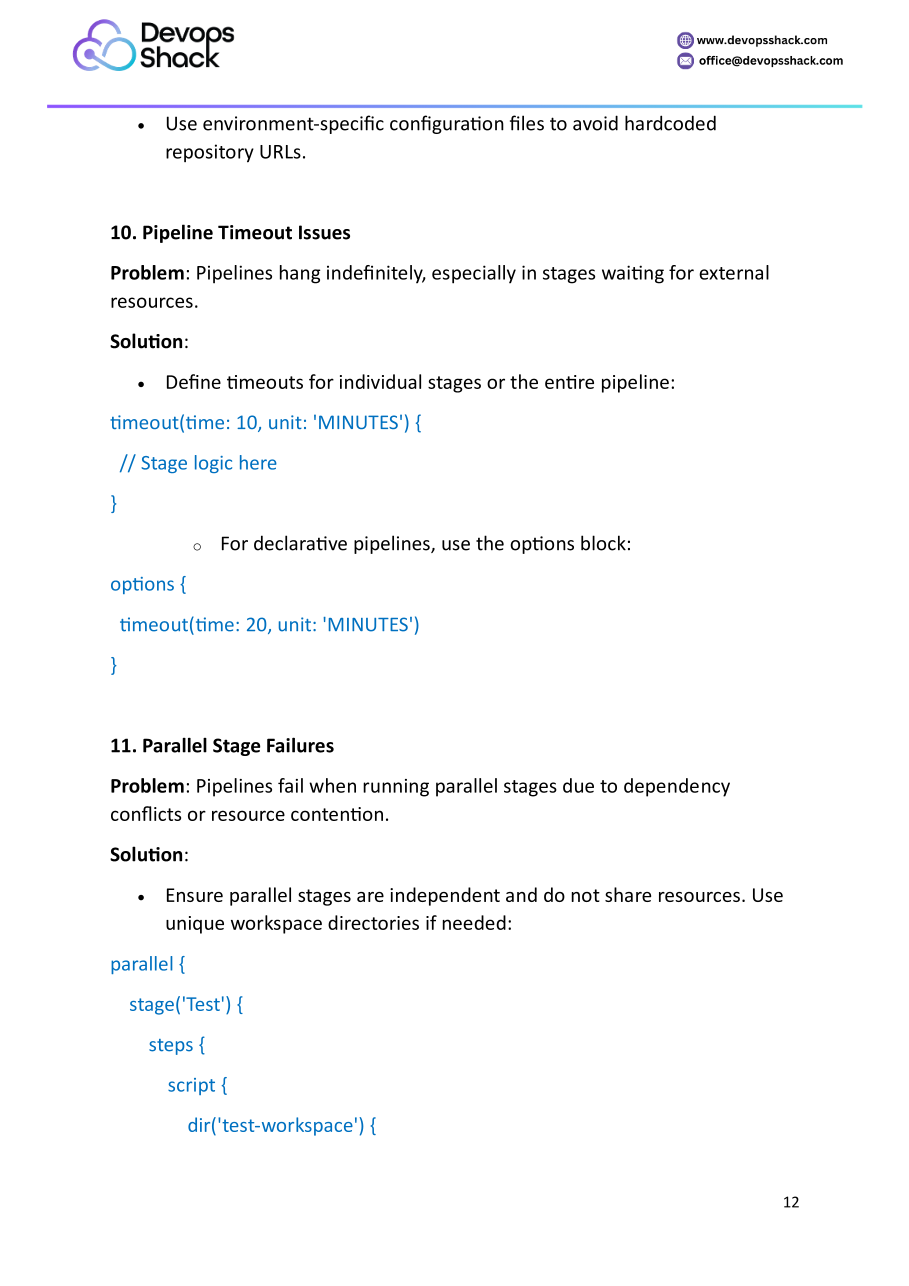 Devops
Shack
www.devopsshack.com
office@devopsshack.com
• Use environment-specific configuration files to avoid hardcoded
repository URLs.
10. Pipeline Timeout Issues
Problem: Pipelines hang indefinitely, especially in stages waiting for external
resources.
Solution:
• Define timeouts for individual stages or the entire pipeline:
timeout(time: 10, unit: 'MINUTES') {
// Stage logic here
}
○ For declarative pipelines, use the options block:
options {
timeout(time: 20, unit: 'MINUTES')
}
11. Parallel Stage Failures
Problem: Pipelines fail when running parallel stages due to dependency
conflicts or resource contention.
Solution:
• Ensure parallel stages are independent and do not share resources. Use
unique workspace directories if needed:
parallel {
stage('Test') {
steps {
script {
dir('test-workspace') {
12